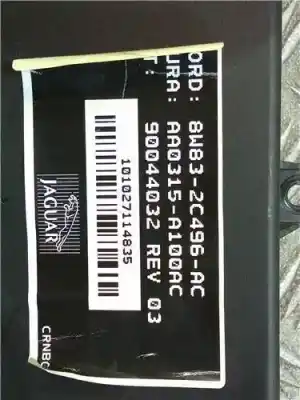 ORD: 8W83-2C496-AC
URA: AA0315-A100AC
T: 90044032 REV 03
101027114835
JAGUAR
CRNBC